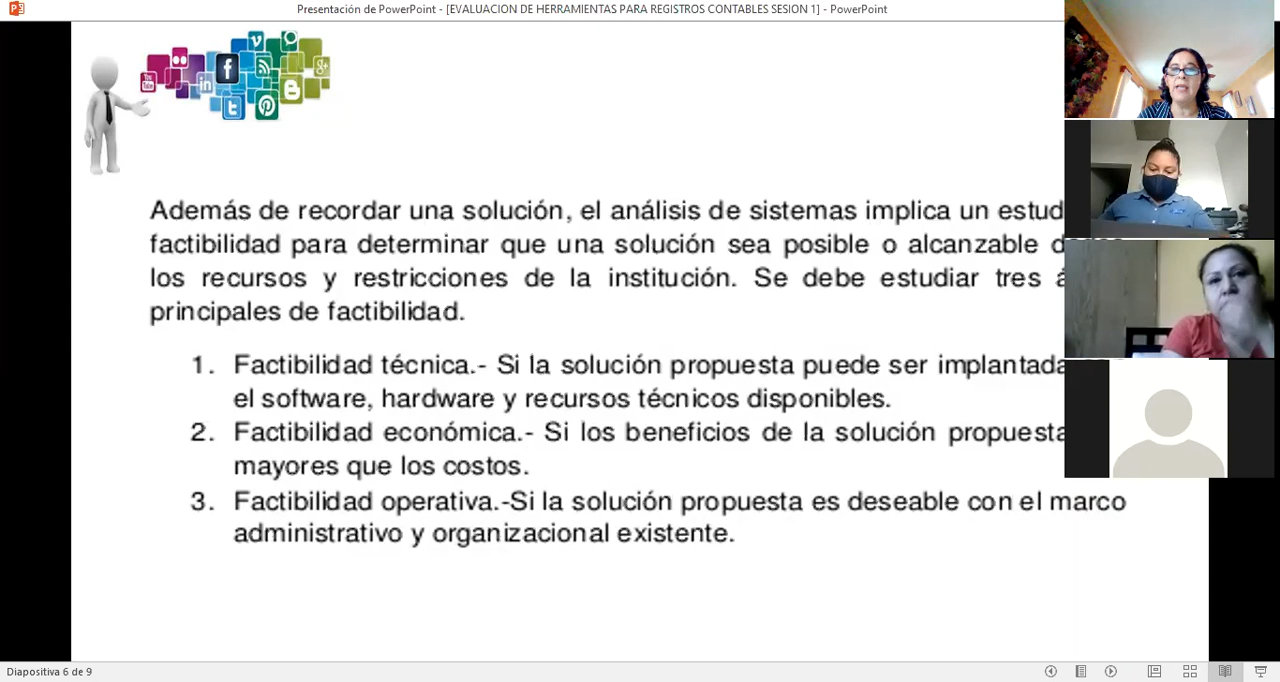 Presentación de PowerPoint - [EVALUACION DE HERRAMIENTAS PARA REGISTROS CONTABLES SESION 1] - PowerPoint
You Tube
in
f
t
g+
B
Además de recordar una solución, el análisis de sistemas implica un estud
factibilidad para determinar que una solución sea posible o alcanzable
los recursos y restricciones de la institución. Se debe estudiar tres
principales de factibilidad.
1. Factibilidad técnica.- Si la solución propuesta puede ser implantada
el software, hardware y recursos técnicos disponibles.
2. Factibilidad económica.- Si los beneficios de la solución propuesta
mayores que los costos.
3. Factibilidad operativa.-Si la solución propuesta es deseable con el marco
administrativo y organizacional existente.
Diapositiva 6 de 9